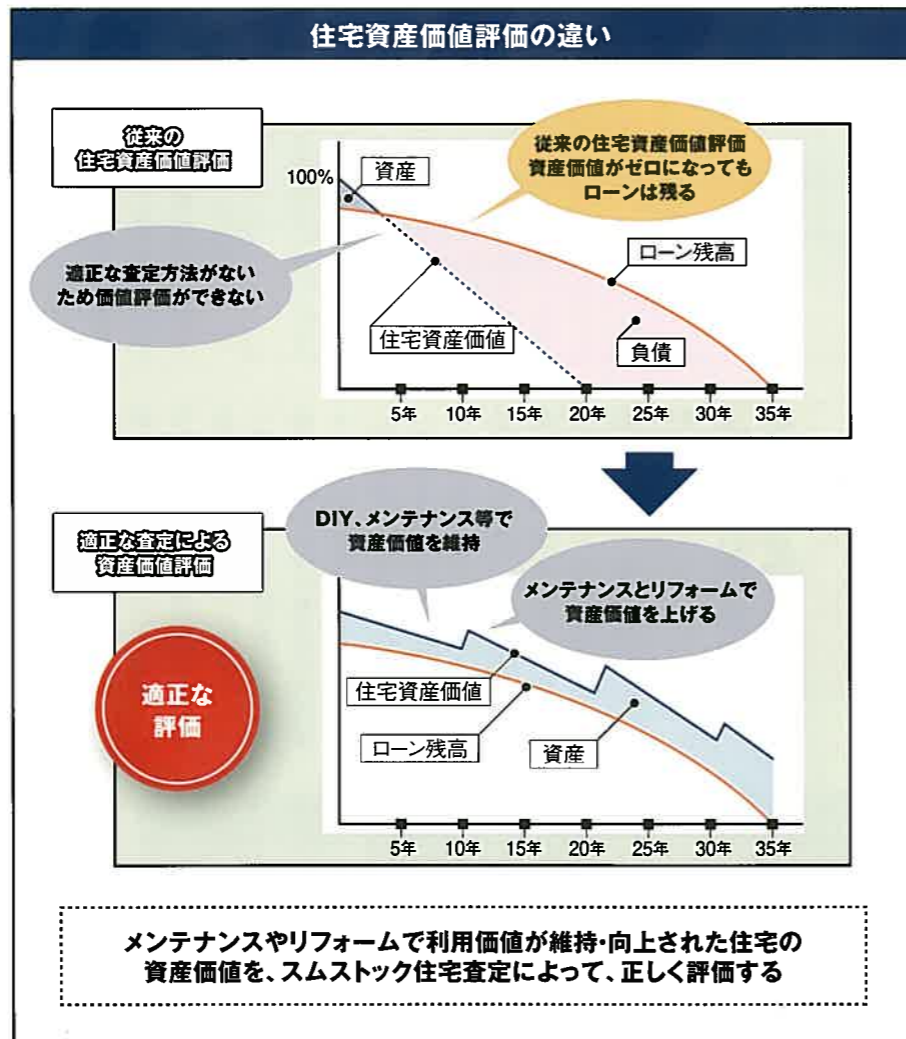 住宅資産価値評価の違い
従来の
住宅資産価値評価
従来の住宅資産価値評価
資産価値がゼロになっても
ローンは残る
100%
資産
適正な査定方法がない
ため価値評価ができない
ローン残高
住宅資産価値
負債
5年 10年 15年 20年 25年 30年 35年
適正な査定による
資産価値評価
DIY、メンテナンス等で
資産価値を維持
メンテナンスとリフォームで
資産価値を上げる
適正な
評価
住宅資産価値
ローン残高
資産
5年 10年 15年 20年 25年 30年 35年
メンテナンスやリフォームで利用価値が維持・向上された住宅の
資産価値を、スムストック住宅査定によって、正しく評価する